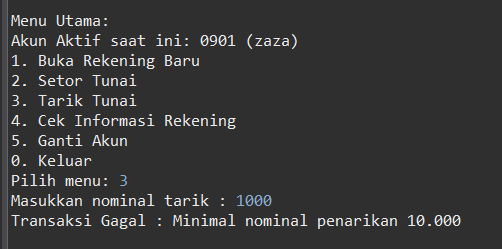 Menu Utama:
Akun Aktif saat ini: 0901 (zaza)
1. Buka Rekening Baru
2. Setor Tunai
3. Tarik Tunai
4. Cek Informasi Rekening
5. Ganti Akun
0. Keluar
Pilih menu: 3
Masukkan nominal tarik : 1000
Transaksi Gagal : Minimal nominal penarikan 10.000